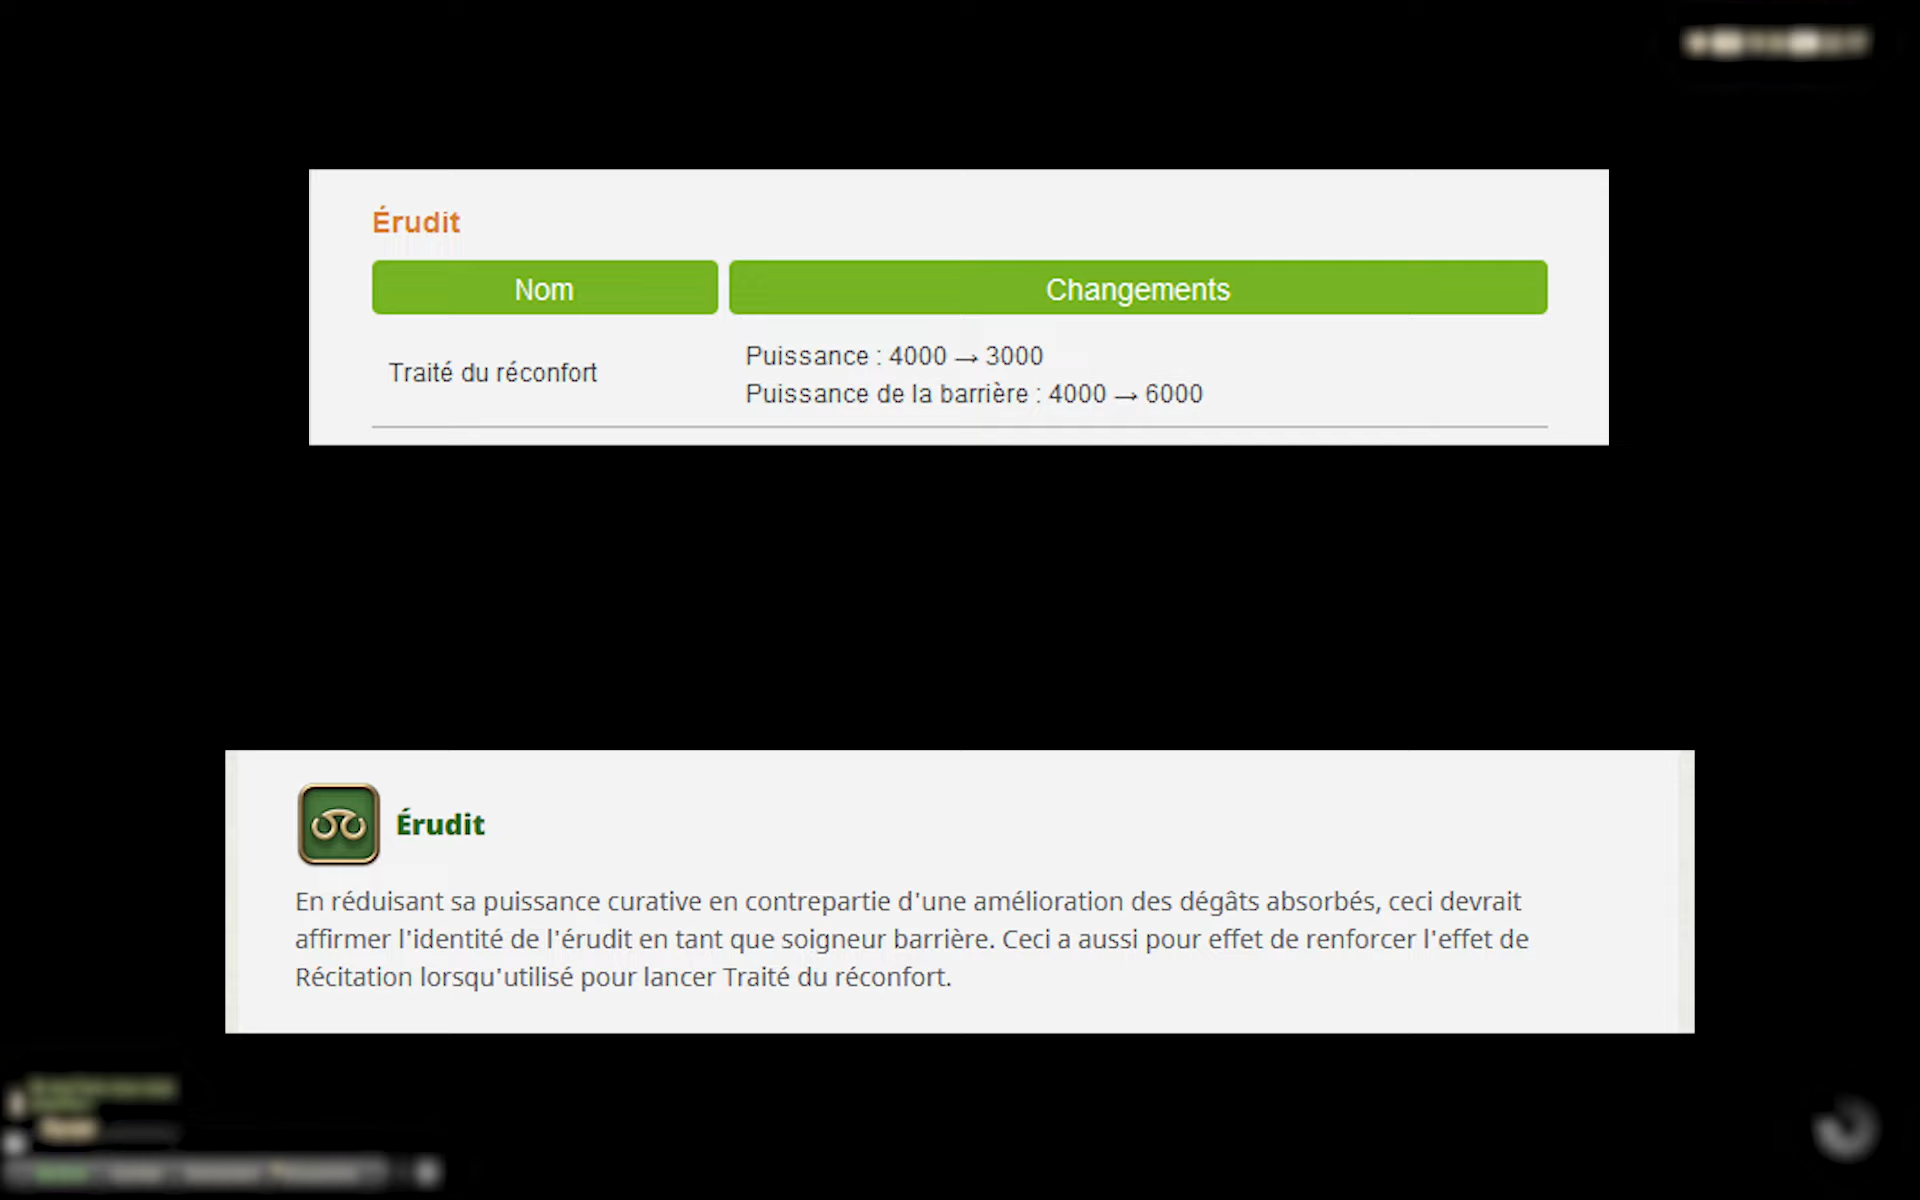 Érudit
Nom
Changements
Traité du réconfort
Puissance : 4000 → 3000
Puissance de la barrière : 4000 → 6000
Érudit
En réduisant sa puissance curative en contrepartie d'une amélioration des dégâts absorbés, ceci devrait
affirmer l'identité de l'érudit en tant que soigneur barrière. Ceci a aussi pour effet de renforcer l'effet de
Récitation lorsqu'utilisé pour lancer Traité du réconfort.